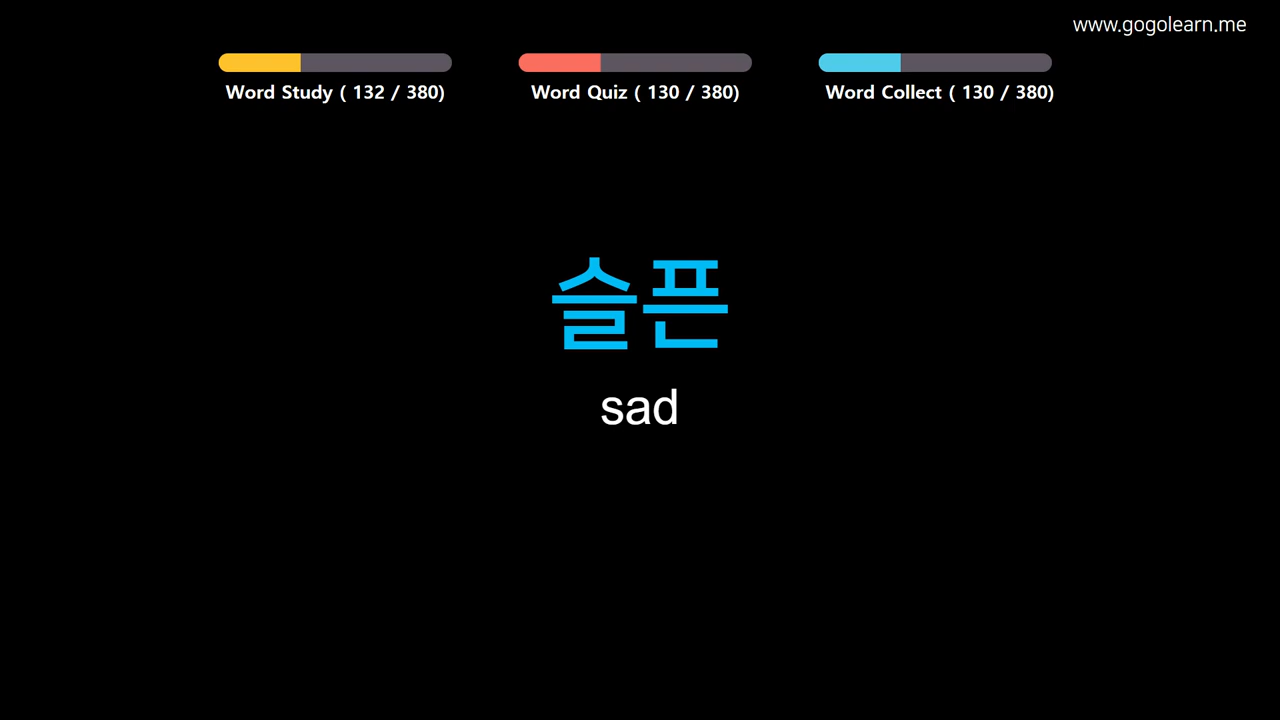 www.gogolearn.me
Word Study ( 132 / 380)
Word Quiz ( 130 / 380)
Word Collect ( 130 / 380)
슬픈
sad